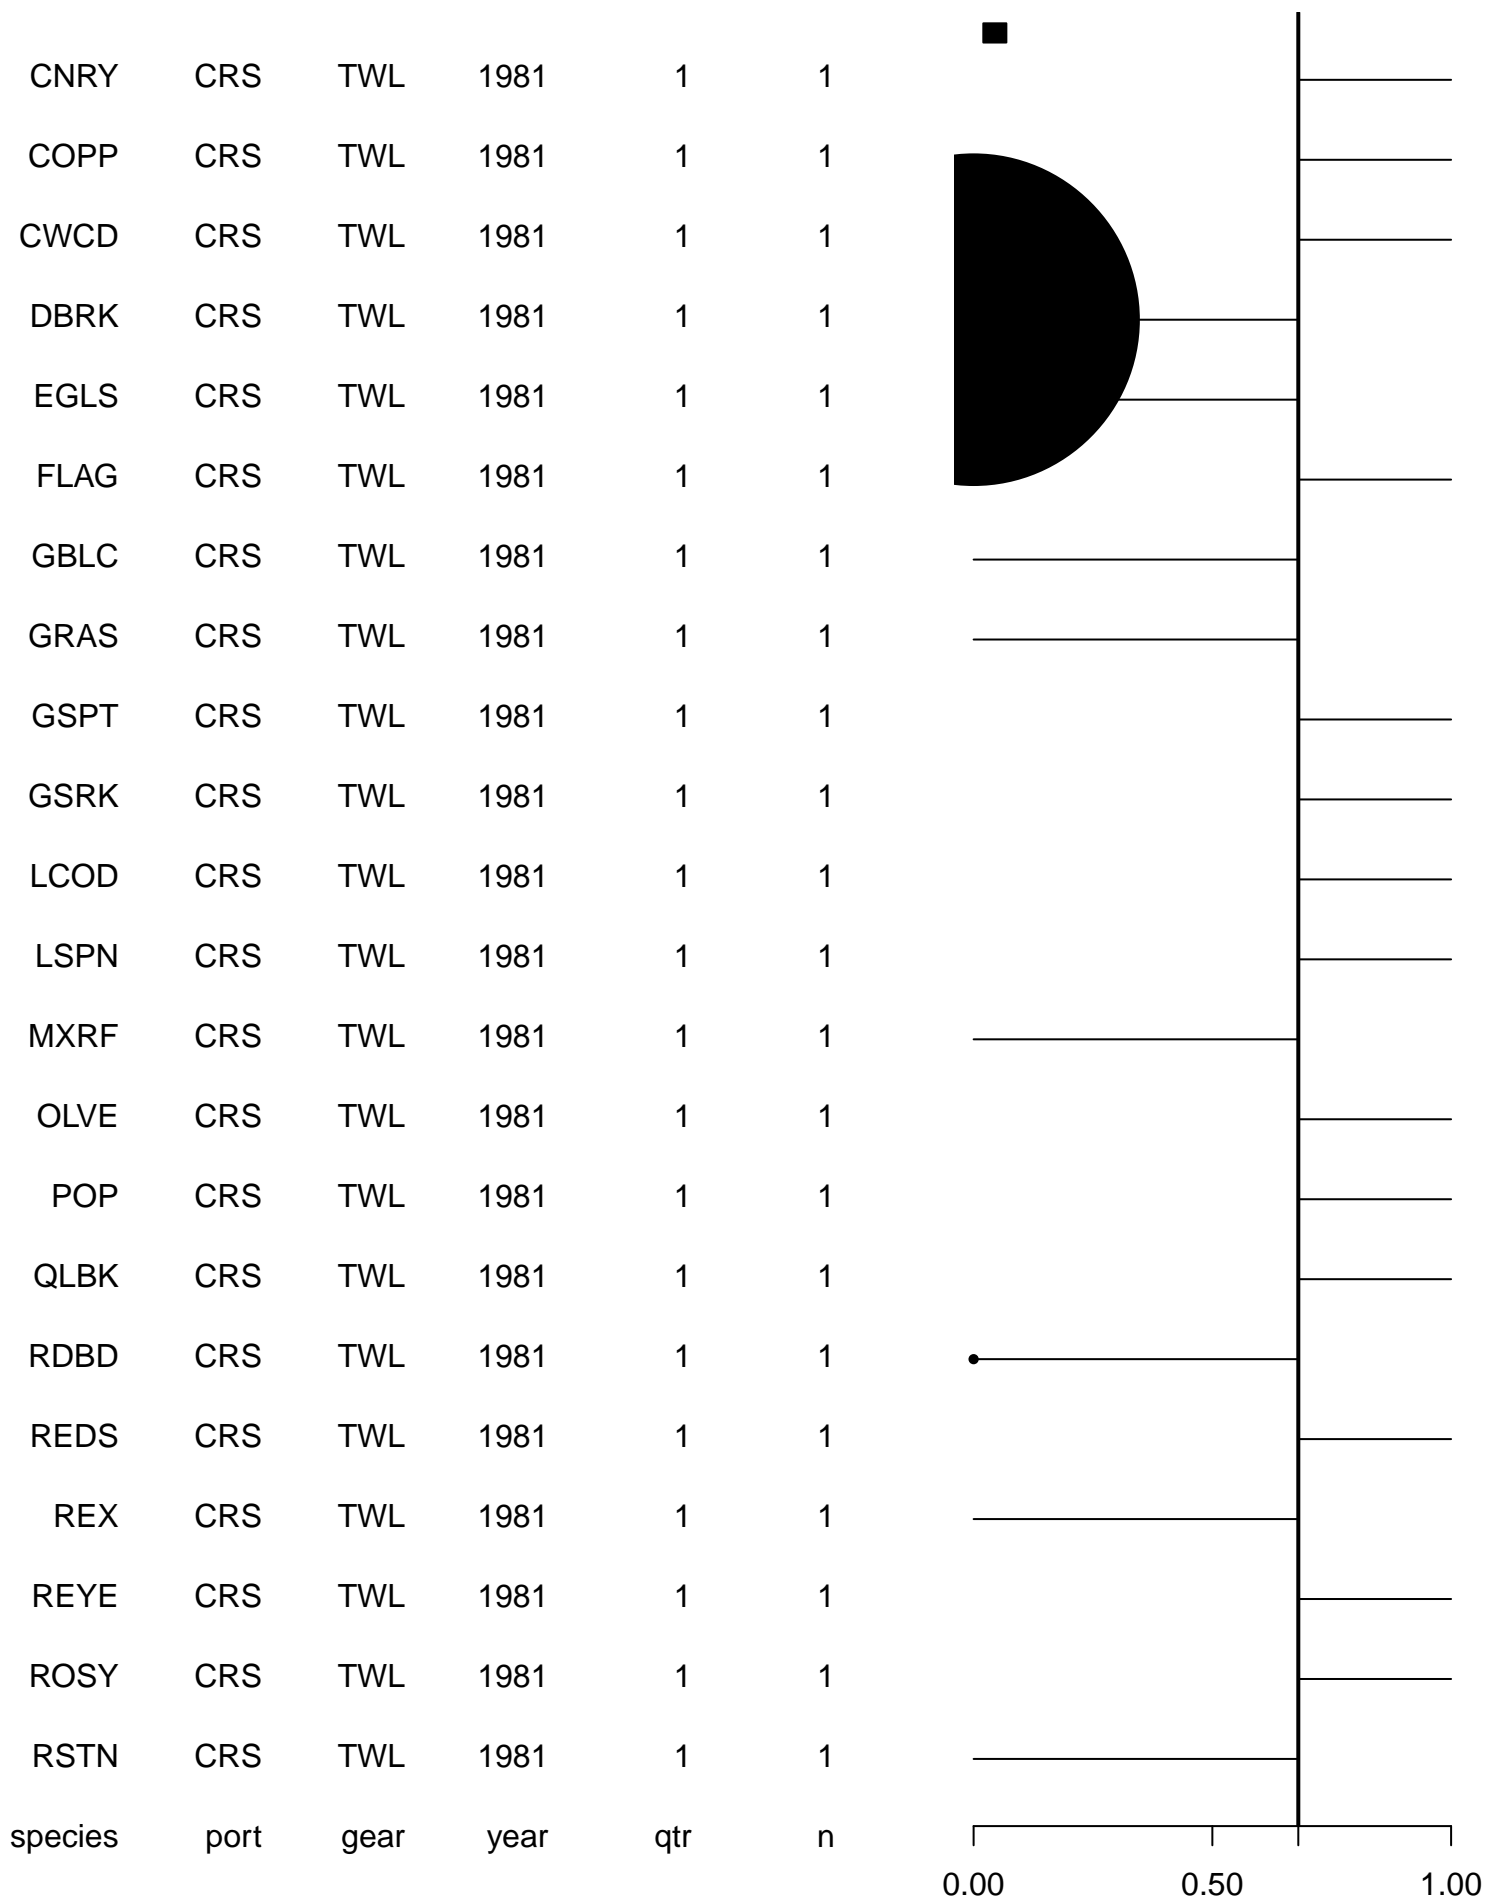 CNRY CRS TWL 1981 1 1
COPP CRS TWL 1981 1 1
CWCD CRS TWL 1981 1 1
DBRK CRS TWL 1981 1 1
EGLS CRS TWL 1981 1 1
FLAG CRS TWL 1981 1 1
GBLC CRS TWL 1981 1 1
GRAS CRS TWL 1981 1 1
GSPT CRS TWL 1981 1 1
GSRK CRS TWL 1981 1 1
LCOD CRS TWL 1981 1 1
LSPN CRS TWL 1981 1 1
MXRF CRS TWL 1981 1 1
OLVE CRS TWL 1981 1 1
POP CRS TWL 1981 1 1
QLBK CRS TWL 1981 1 1
RDBD CRS TWL 1981 1 1
REDS CRS TWL 1981 1 1
REX CRS TWL 1981 1 1
REYE CRS TWL 1981 1 1
ROSY CRS TWL 1981 1 1
RSTN CRS TWL 1981 1 1
species port gear year qtr n
0.00 0.50 1.00